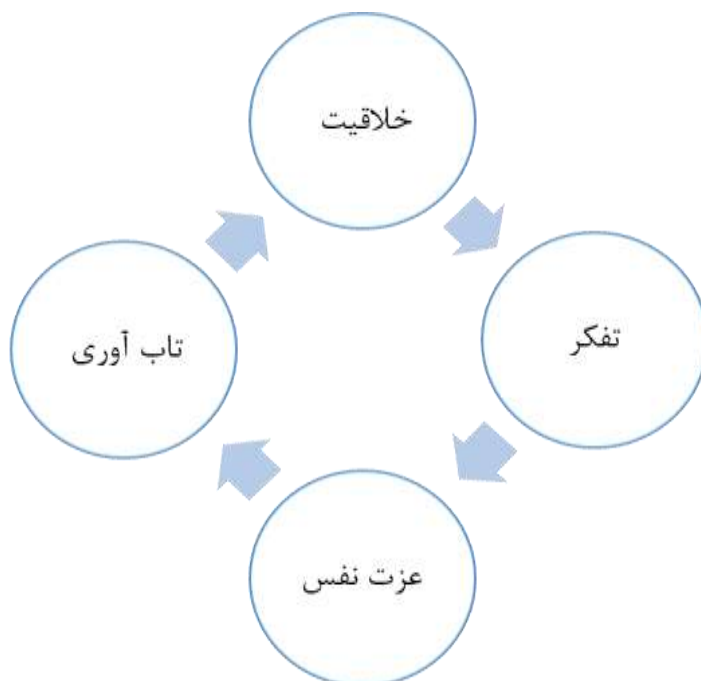 خلاقیت
تفکر
عزت نفس
تاب آوری